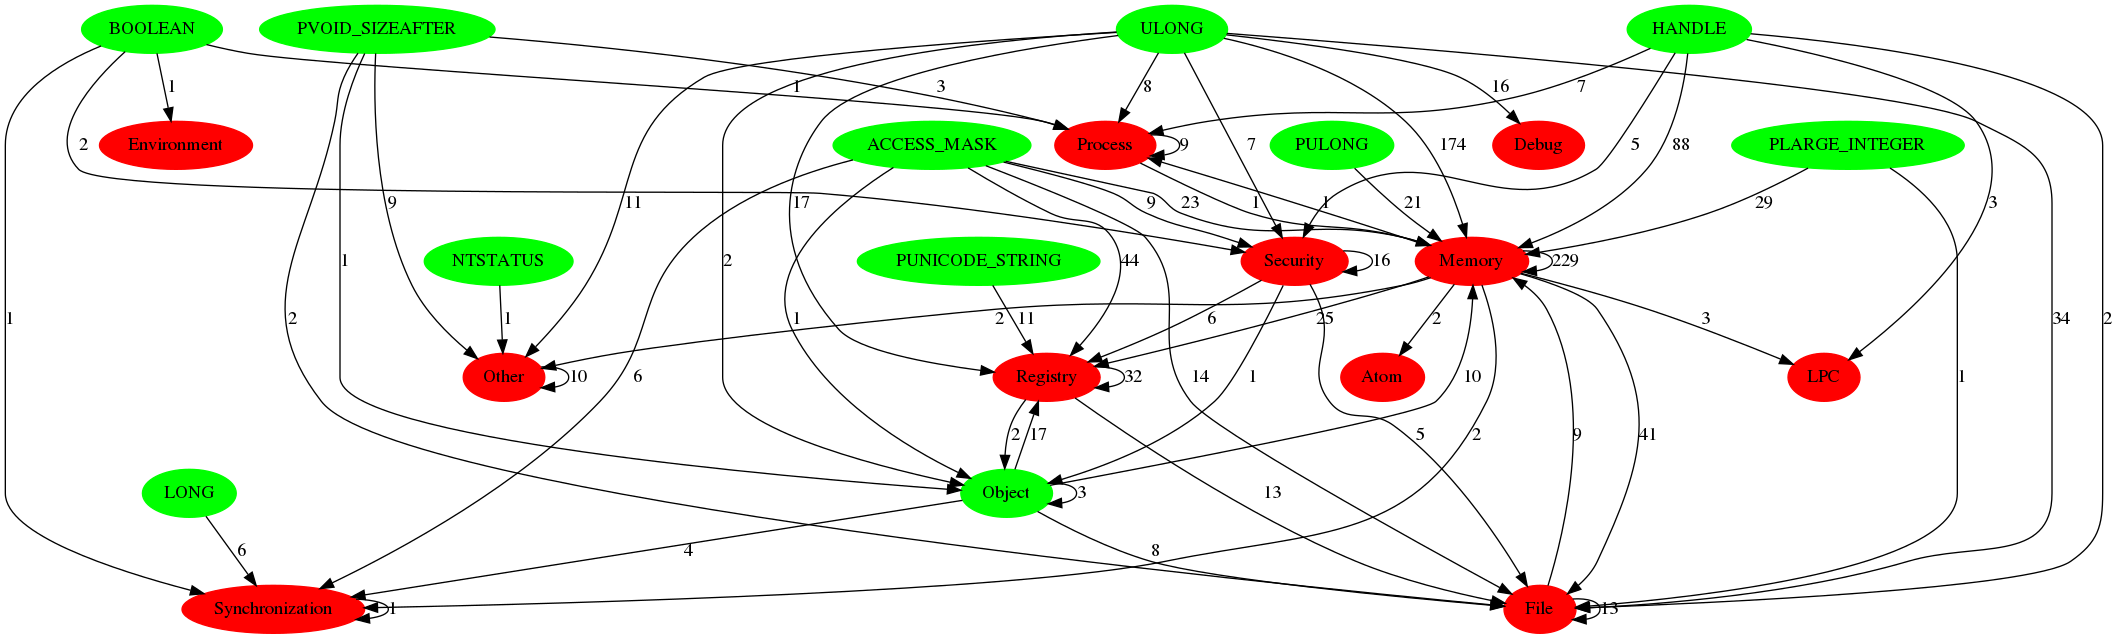 BOOLEAN PVOID_SIZEAFTER ULONG HANDLE
1 1 3 8 16 7
2 Environment 9 11 17 ACCESS_MASK Process 9 7 PULONG 174 Debug 5 88 PLARGE_INTEGER
9 23 1 21 1 29 3
1 2 1 NTSTATUS 2 PUNICODE_STRING 44 Security 16 Memory 229
1 2 1 6 1 2 11 14 6 25 2 3 34 2
Other 10 Registry 32 Atom LPC 1
2 17 1 10 5 2 9 41
LONG Object 3 13
6 4 8
Synchronization 1 File 13